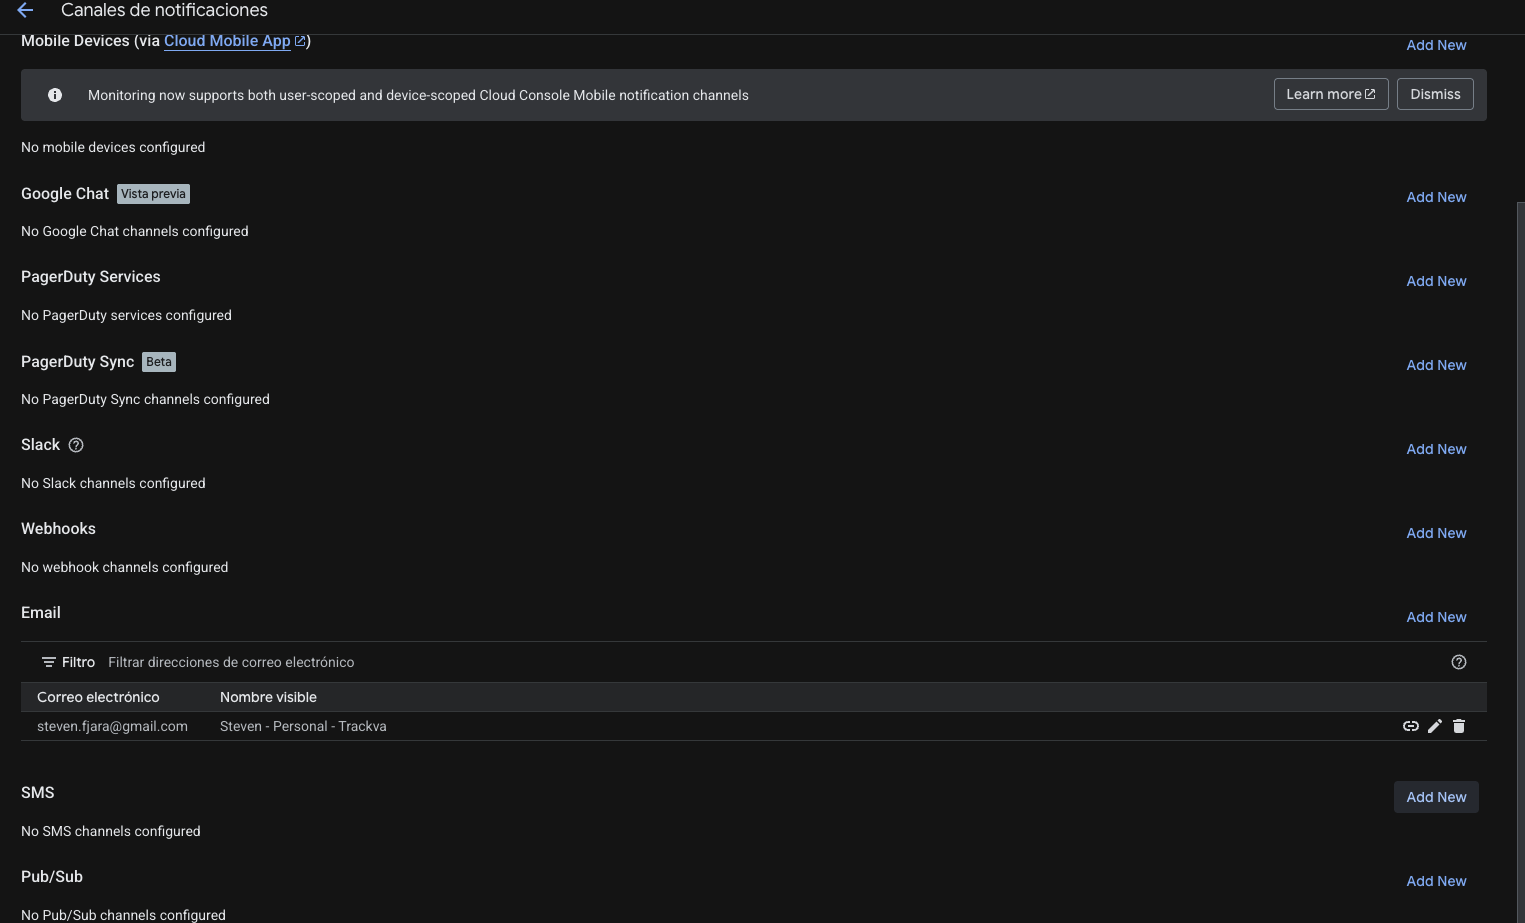 Canales de notificaciones
Mobile Devices (via Cloud Mobile App)
Add New
Monitoring now supports both user-scoped and device-scoped Cloud Console Mobile notification channels
Learn more
Dismiss
No mobile devices configured
Google Chat Vista previa
Add New
No Google Chat channels configured
PagerDuty Services
Add New
No PagerDuty services configured
PagerDuty Sync Beta
Add New
No PagerDuty Sync channels configured
Slack
Add New
No Slack channels configured
Webhooks
Add New
No webhook channels configured
Email
Add New
Filtro Filtrar direcciones de correo electrónico
Correo electrónico Nombre visible
steven.fjara@gmail.com Steven - Personal - Trackva
SMS
Add New
No SMS channels configured
Pub/Sub
Add New
No Pub/Sub channels configured